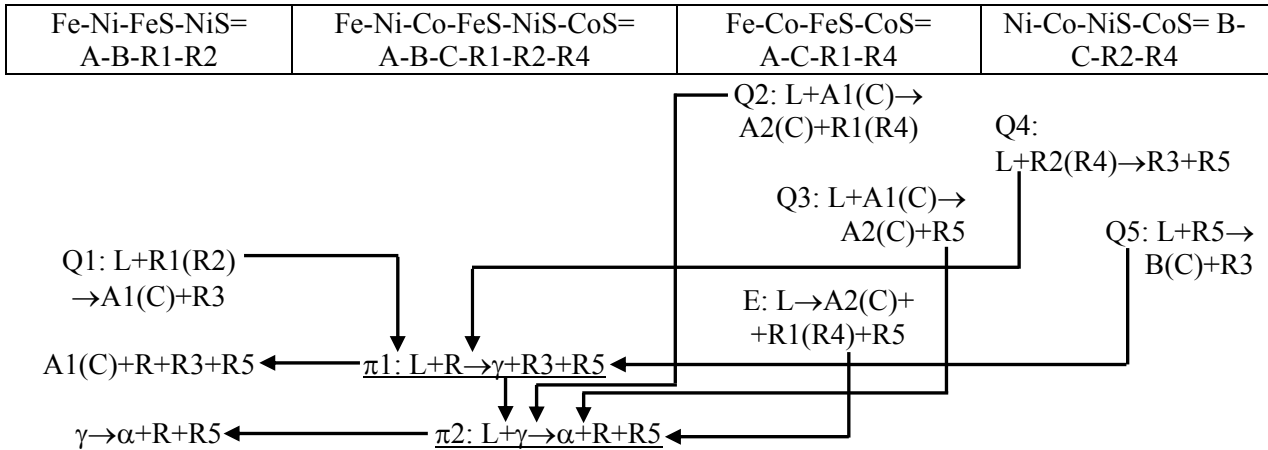 Fe-Ni-FeS-NiS=
A-B-R1-R2
Fe-Ni-Co-FeS-NiS-CoS=
A-B-C-R1-R2-R4
Fe-Co-FeS-CoS=
A-C-R1-R4
Ni-Co-NiS-CoS= B-
C-R2-R4
Q2: L+A1(C)→
A2(C)+R1(R4)
Q4:
L+R2(R4)→R3+R5
Q3: L+A1(C)→
A2(C)+R5
Q5: L+R5→
B(C)+R3
Q1: L+R1(R2)
→A1(C)+R3
E: L→A2(C)+
+R1(R4)+R5
A1(C)+R+R3+R5
π1: L+R→γ+R3+R5
γ→α+R+R5
π2: L+γ→α+R+R5